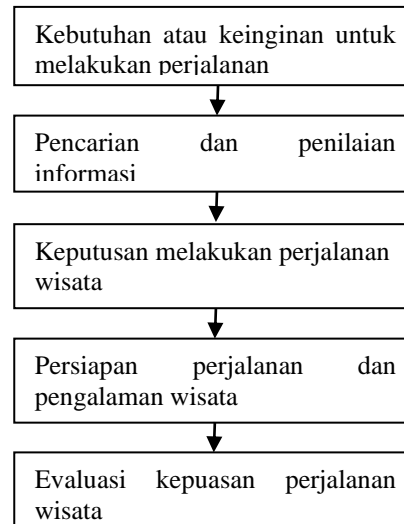 Kebutuhan atau keinginan untuk
melakukan perjalanan
Pencarian dan penilaian
informasi
Keputusan melakukan perjalanan
wisata
Persiapan perjalanan dan
pengalaman wisata
Evaluasi kepuasan perjalanan
wisata